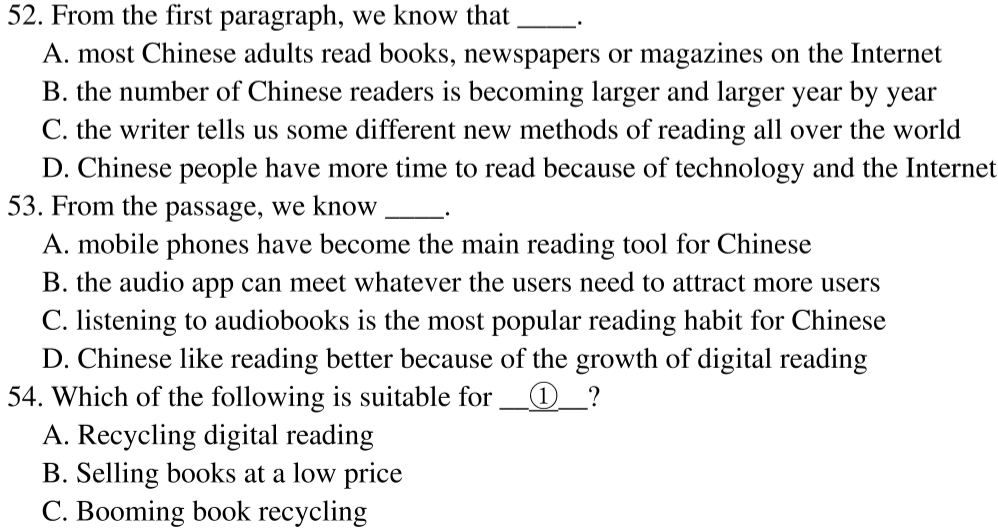 52. From the first paragraph, we know that ____.
A. most Chinese adults read books, newspapers or magazines on the Internet
B. the number of Chinese readers is becoming larger and larger year by year
C. the writer tells us some different new methods of reading all over the world
D. Chinese people have more time to read because of technology and the Internet
53. From the passage, we know ____.
A. mobile phones have become the main reading tool for Chinese
B. the audio app can meet whatever the users need to attract more users
C. listening to audiobooks is the most popular reading habit for Chinese
D. Chinese like reading better because of the growth of digital reading
54. Which of the following is suitable for __①__?
A. Recycling digital reading
B. Selling books at a low price
C. Booming book recycling